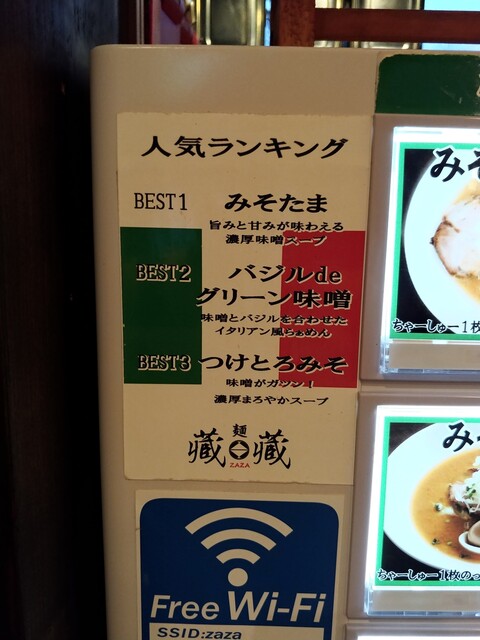 人気ランキング
BEST1 みそたま
旨みと甘みが味わえる
濃厚味噌スープ
BEST2 バジルde
グリーン味噌
味噌とバジルを合わせた
イタリアン風らぁめん
BEST3 つけとろみそ
味噌がガツン！
濃厚まろやかスープ
麺
藏 藏
ZAZA
Free Wi-Fi
SSID:zaza
みそ
ちゃーしゅー1枚
み
ちゃーしゅー1枚のっ